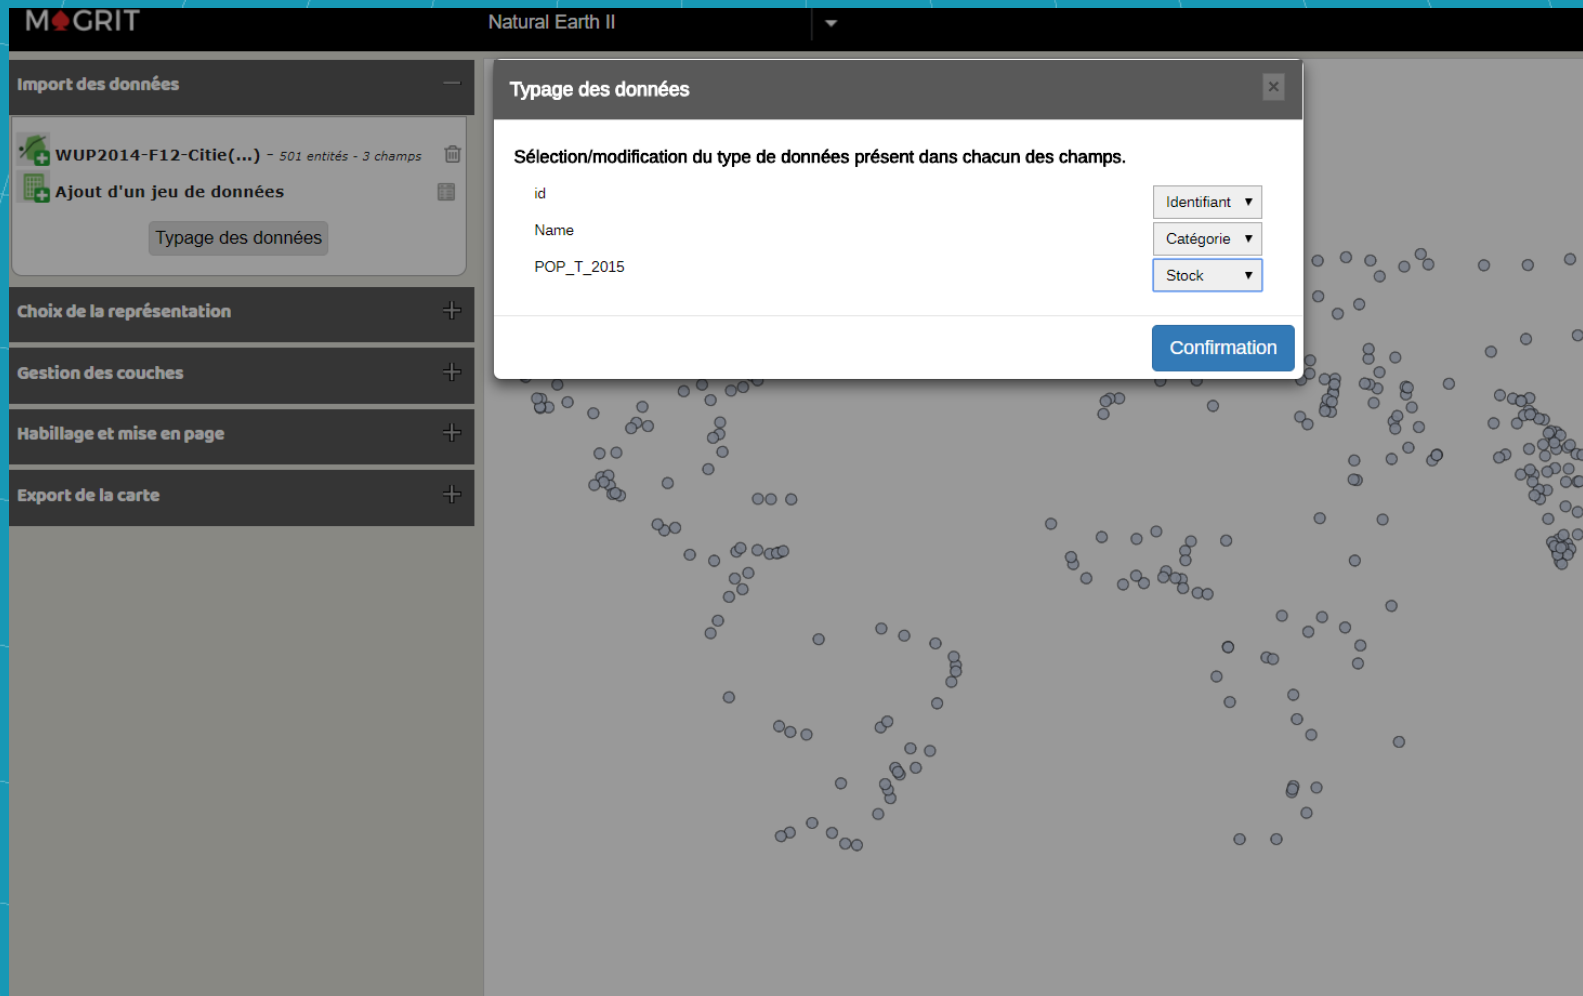 MAGRIT
Natural Earth II
Import des données
WUP2014-F12-Citie(...) - 501 entités - 3 champs
Ajout d'un jeu de données
Typage des données
Choix de la représentation
Gestion des couches
Habillage et mise en page
Export de la carte
Typage des données
×
Sélection/modification du type de données présent dans chacun des champs.
id
Identifiant
Name
Catégorie
POP_T_2015
Stock
Confirmation